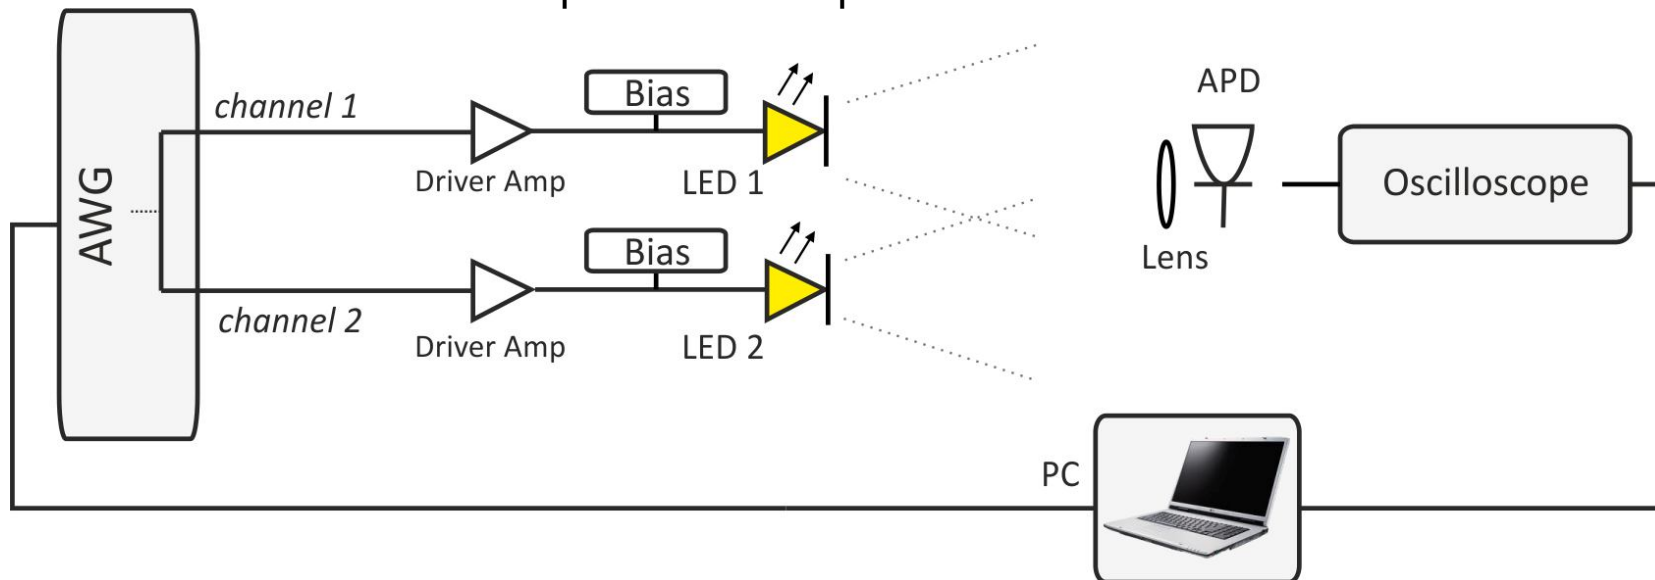 AWG
channel 1
Driver Amp
Bias
LED 1
channel 2
Driver Amp
Bias
LED 2
APD
Lens
Oscilloscope
PC